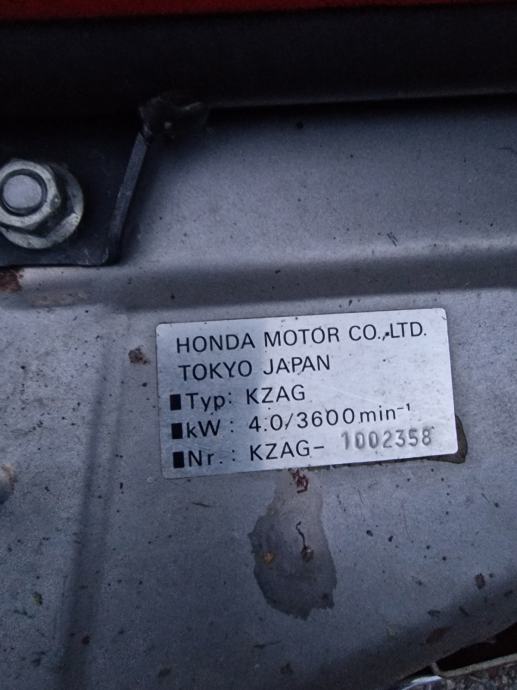 HONDA MOTOR CO., LTD.
TOKYO JAPAN
■Typ: KZAG
■kW : 4.0/3600min⁻¹
■Nr. : KZAG- 1002358